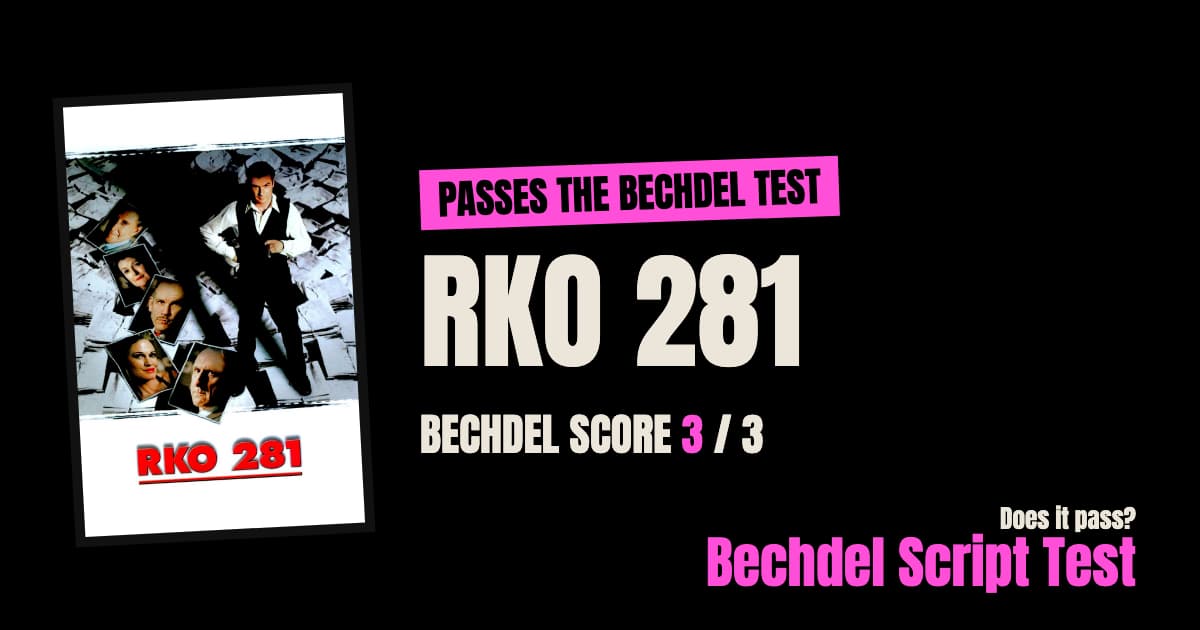 RKO 281
PASSES THE BECHDEL TEST
RKO 281
BECHDEL SCORE 3 / 3
Does it pass?
Bechdel Script Test